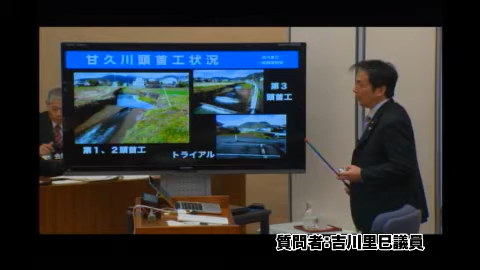 甘久川頭首工状況
第3
頭首工
第1、2頭首工
トライアル
質問者:吉川里巳議員